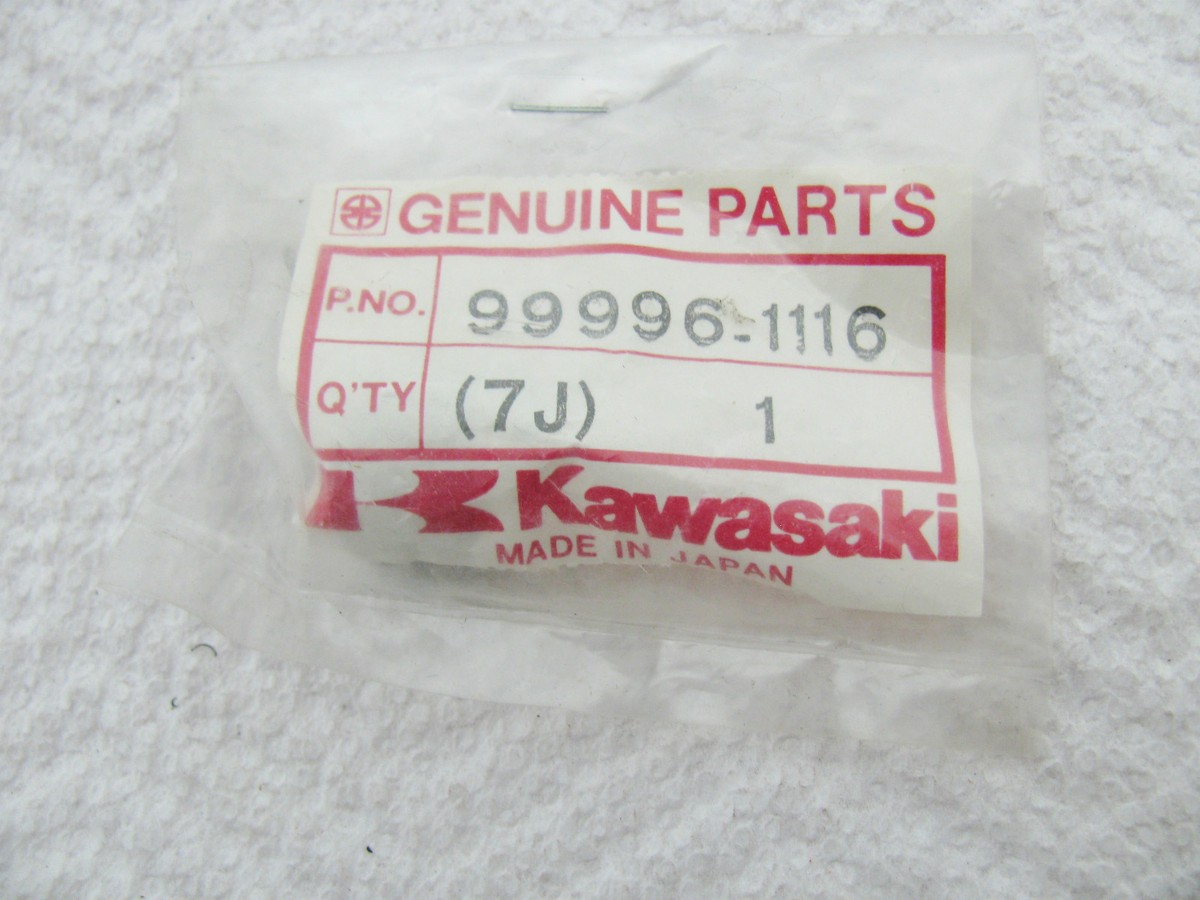 GENUINE PARTS
P.NO. 99996-1116
Q'TY (7J) 1
Kawasaki
MADE IN JAPAN